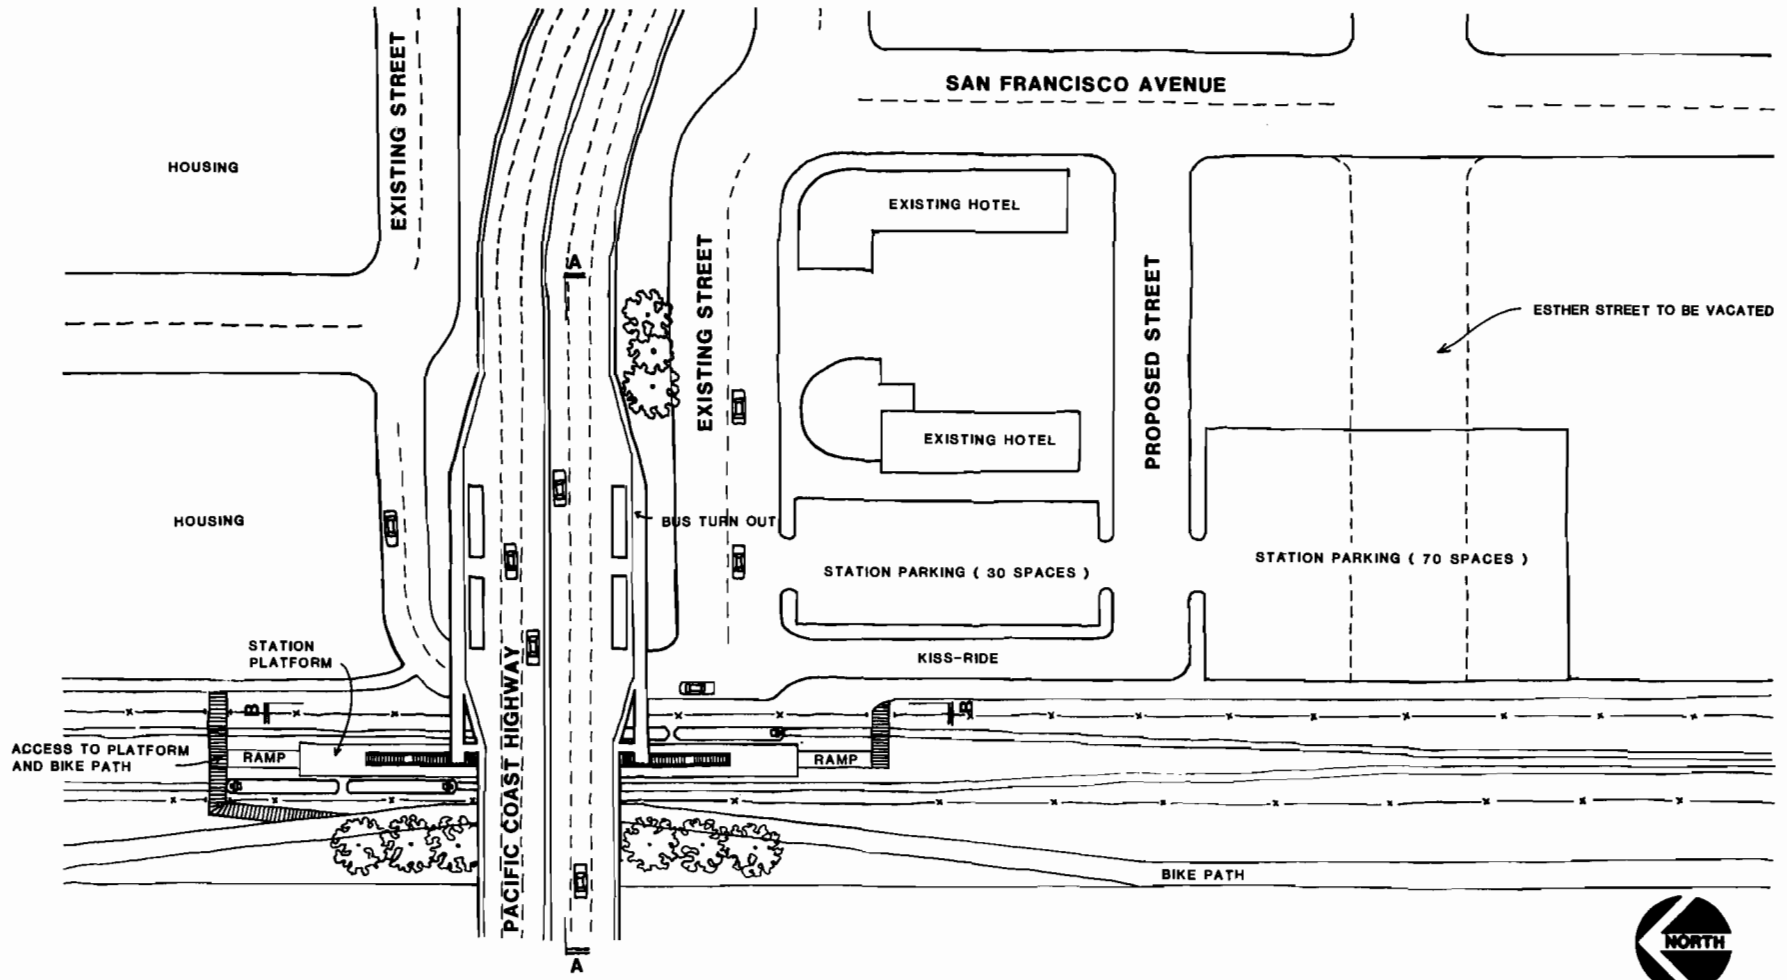 EXISTING STREET
SAN FRANCISCO AVENUE
HOUSING
EXISTING HOTEL
A
EXISTING STREET
PROPOSED STREET
ESTHER STREET TO BE VACATED
EXISTING HOTEL
HOUSING
BUS TURN OUT
STATION PARKING ( 30 SPACES )
STATION PARKING ( 70 SPACES )
STATION
PLATFORM
KISS-RIDE
PACIFIC COAST HIGHWAY
B
B
ACCESS TO PLATFORM
AND BIKE PATH
RAMP
RAMP
BIKE PATH
NORTH
A